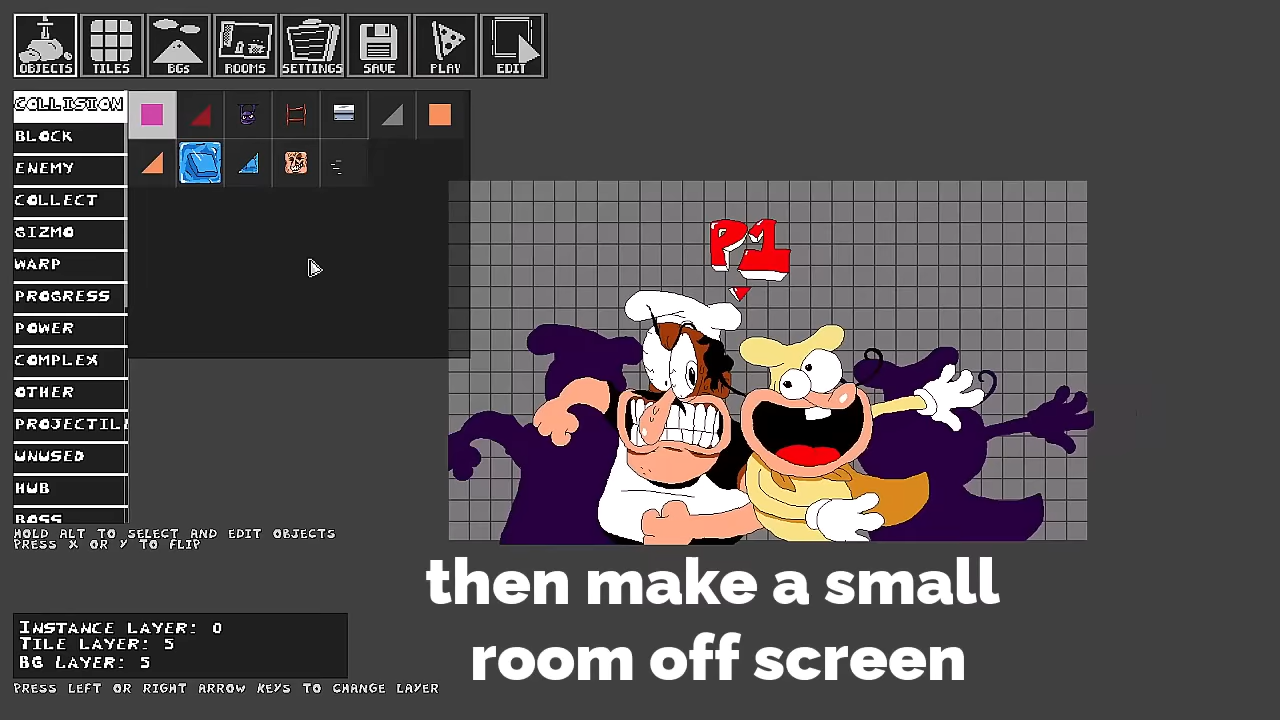 OBJECTS TILES BGS ROOMS SETTINGS SAVE PLAY EDIT
COLLISION
BLOCK
ENEMY
COLLECT
GIZMO
WARP
PROGRESS
POWER
COMPLEX
OTHER
PROJECTILE
UNUSED
HUB
BOSS
P1
HOLD ALT TO SELECT AND EDIT OBJECTS
PRESS X OR Y TO FLIP
then make a small
room off screen
INSTANCE LAYER: 0
TILE LAYER: 5
BG LAYER: 5
PRESS LEFT OR RIGHT ARROW KEYS TO CHANGE LAYER